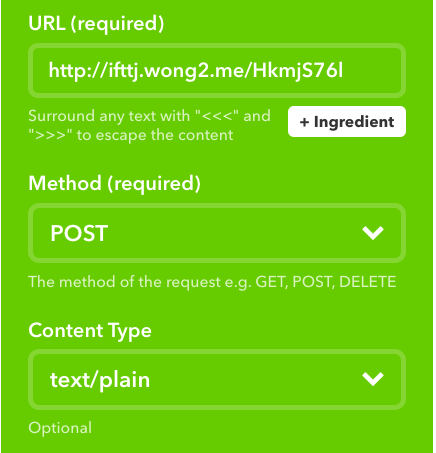 URL (required)
http://ifttj.wong2.me/HkmjS76l
Surround any text with "<<<" and
">>>" to escape the content
+ Ingredient
Method (required)
POST
The method of the request e.g. GET, POST, DELETE
Content Type
text/plain
Optional